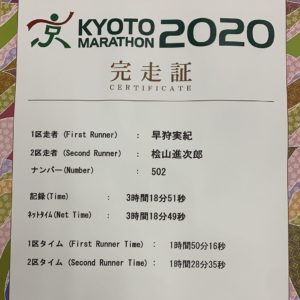 KYOTO MARATHON 2020
完走証
CERTIFICATE
1区走者 (First Runner) : 早狩実紀
2区走者 (Second Runner) : 桧山進次郎
ナンバー(Number) : 502
記録(Time) : 3時間18分51秒
ネットタイム(Net Time) : 3時間18分49秒
1区タイム (First Runner Time) : 1時間50分16秒
2区タイム (Second Runner Time) : 1時間28分35秒